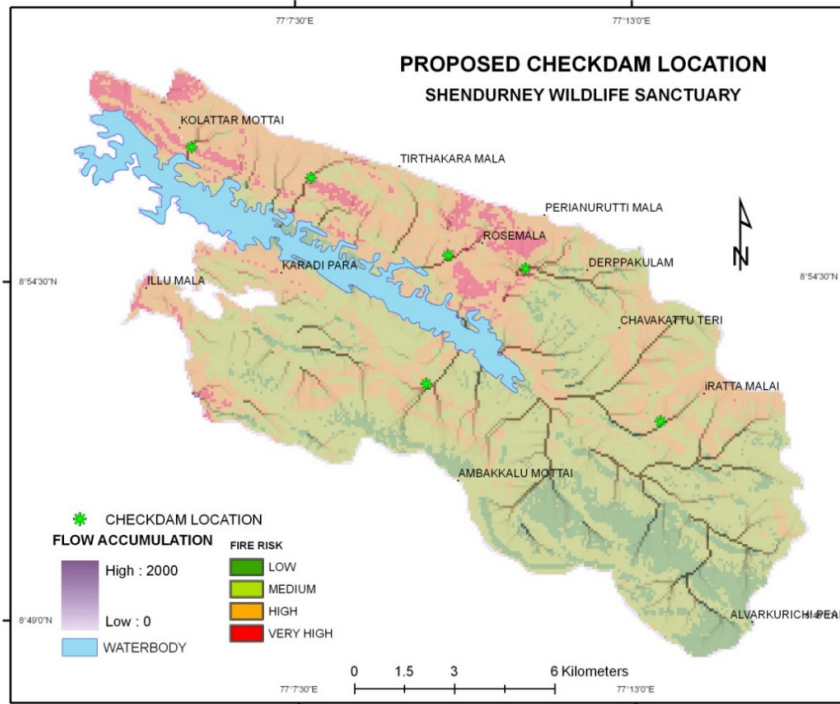 77°7'30"E
77°13'0"E
PROPOSED CHECKDAM LOCATION
SHENDURNEY WILDLIFE SANCTUARY
KOLATTAR MOTTAI
TIRTHAKARA MALA
PERIANURUTTI MALA
ROSEMALA
DERPPAKULAM
KARADI PARA
8°54'30"N
8°54'30"N
ILLU MALA
CHAVAKATTU TERI
iRATTA MALAI
AMBAKKALU MOTTAI
CHECKDAM LOCATION
FLOW ACCUMULATION
High : 2000
Low : 0
WATERBODY
FIRE RISK
LOW
MEDIUM
HIGH
VERY HIGH
8°49'0"N
ALVARKURICHI
N
0 1.5 3 6 Kilometers
77°7'30"E
77°13'0"E